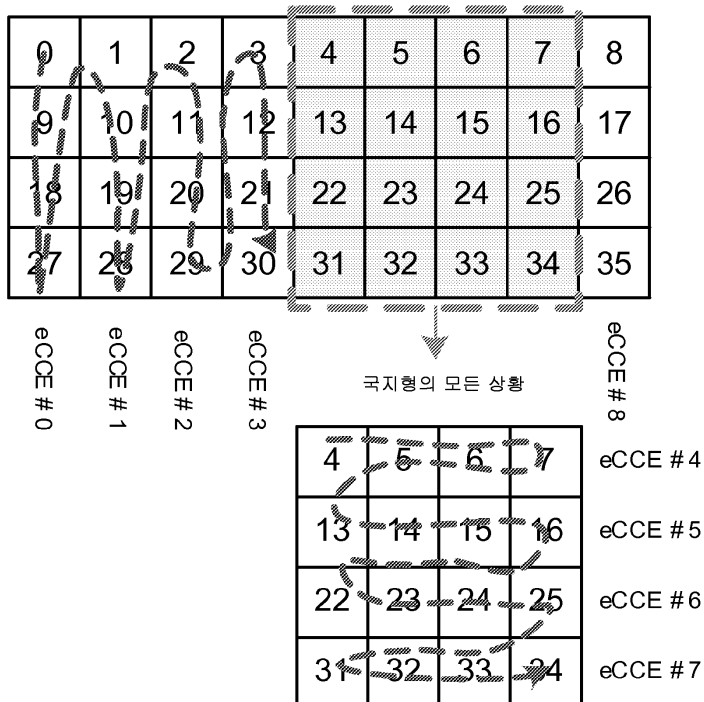 0 1 2 3 4 5 6 7 8
9 10 11 12 13 14 15 16 17
18 19 20 21 22 23 24 25 26
27 28 29 30 31 32 33 34 35
eCCE # 0
eCCE # 1
eCCE # 2
eCCE # 3
eCCE # 8
국지형의 모든 상황
4 5 6 7 eCCE # 4
13 14 15 16 eCCE # 5
22 23 24 25 eCCE # 6
31 32 33 34 eCCE # 7